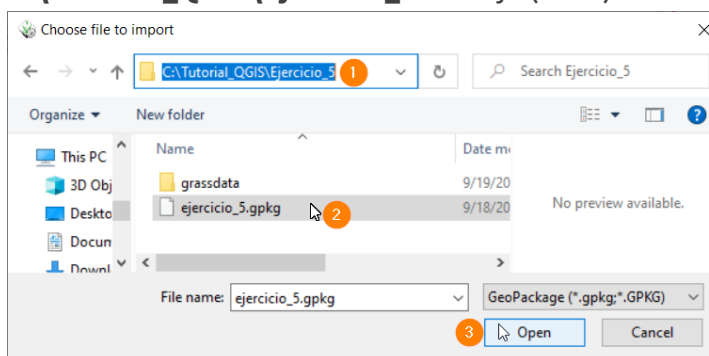 Choose file to import
C:\Tutorial_QGIS\Ejercicio_5 1
Search Ejercicio_5
Organize New folder
This PC
3D Obj
Deskto
Docum
Downl
Name Date m
grassdata 9/19/20
ejercicio_5.gpkg 2 9/18/20
No preview available.
File name: ejercicio_5.gpkg GeoPackage (*.gpkg;*.GPKG)
3 Open Cancel